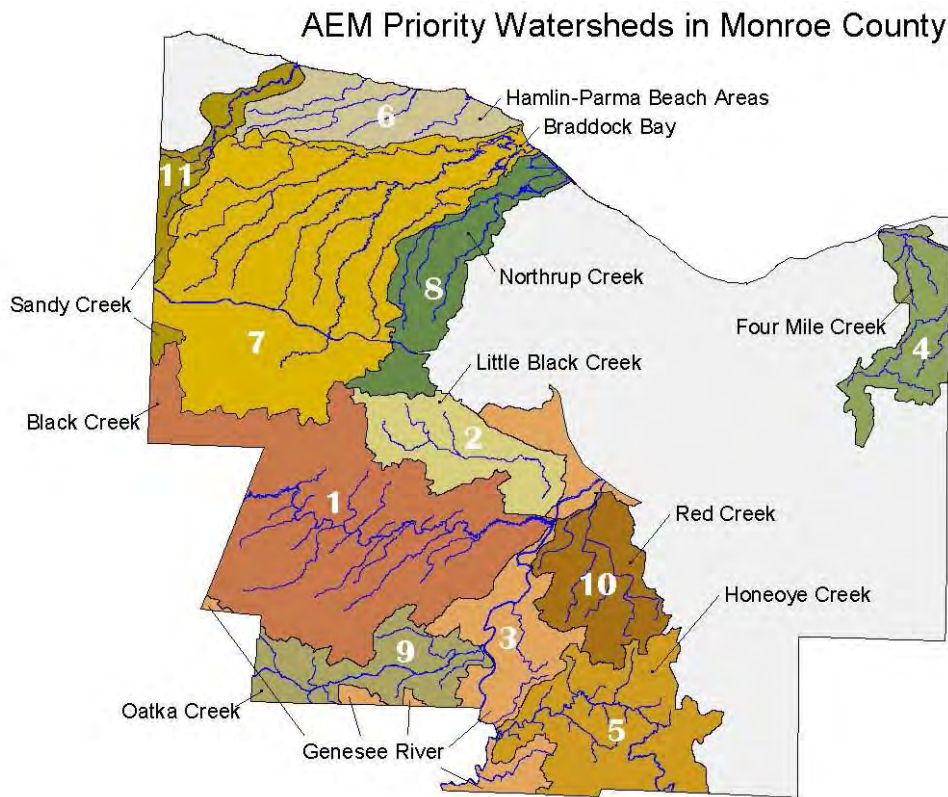 AEM Priority Watersheds in Monroe County
Hamlin-Parma Beach Areas
6
Braddock Bay
11
Northrup Creek
8
Sandy Creek
Four Mile Creek
7
4
Little Black Creek
Black Creek
2
1
Red Creek
10
Honeoye Creek
3
9
Oatka Creek
5
Genesee River